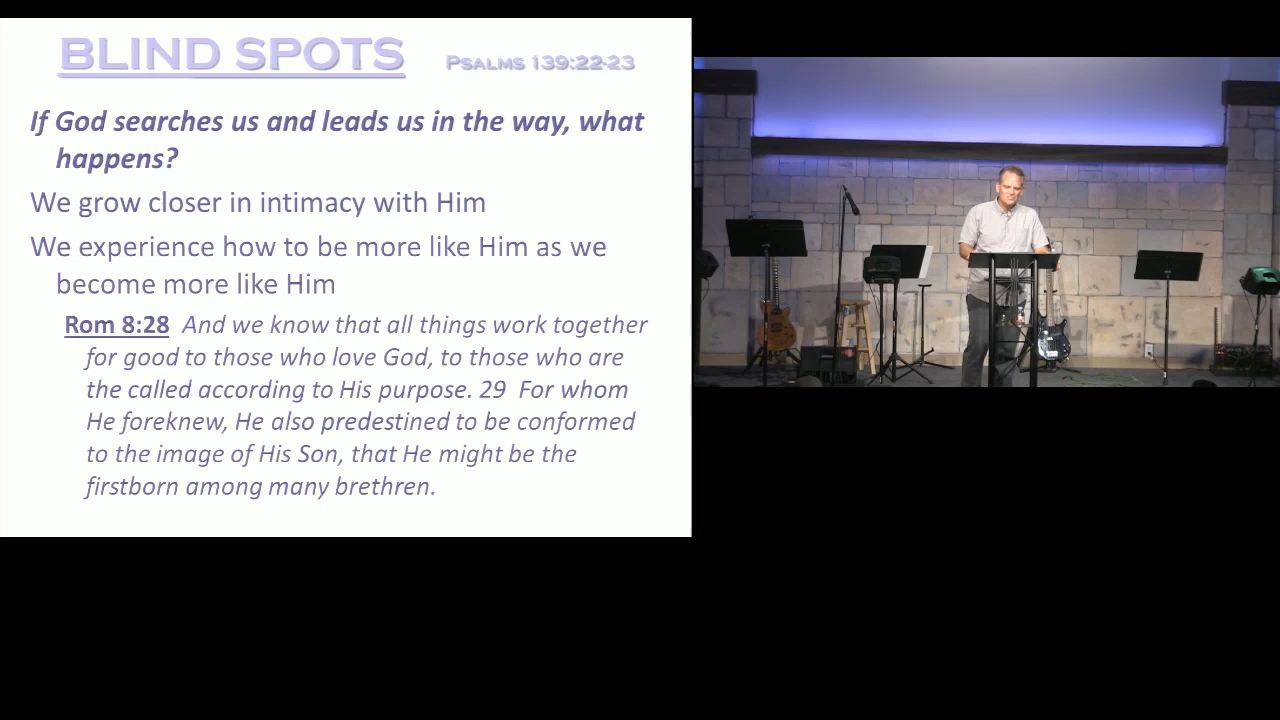 BLIND SPOTS Psalms 139:22-23
If God searches us and leads us in the way, what
happens?
We grow closer in intimacy with Him
We experience how to be more like Him as we
become more like Him
Rom 8:28 And we know that all things work together
for good to those who love God, to those who are
the called according to His purpose. 29 For whom
He foreknew, He also predestined to be conformed
to the image of His Son, that He might be the
firstborn among many brethren.